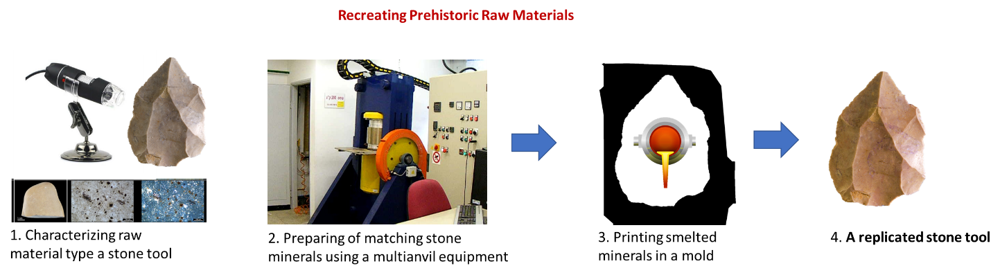 Recreating Prehistoric Raw Materials
1. Characterizing raw
material type a stone tool
2. Preparing of matching stone
minerals using a multianvil equipment
3. Printing smelted
minerals in a mold
4. A replicated stone tool